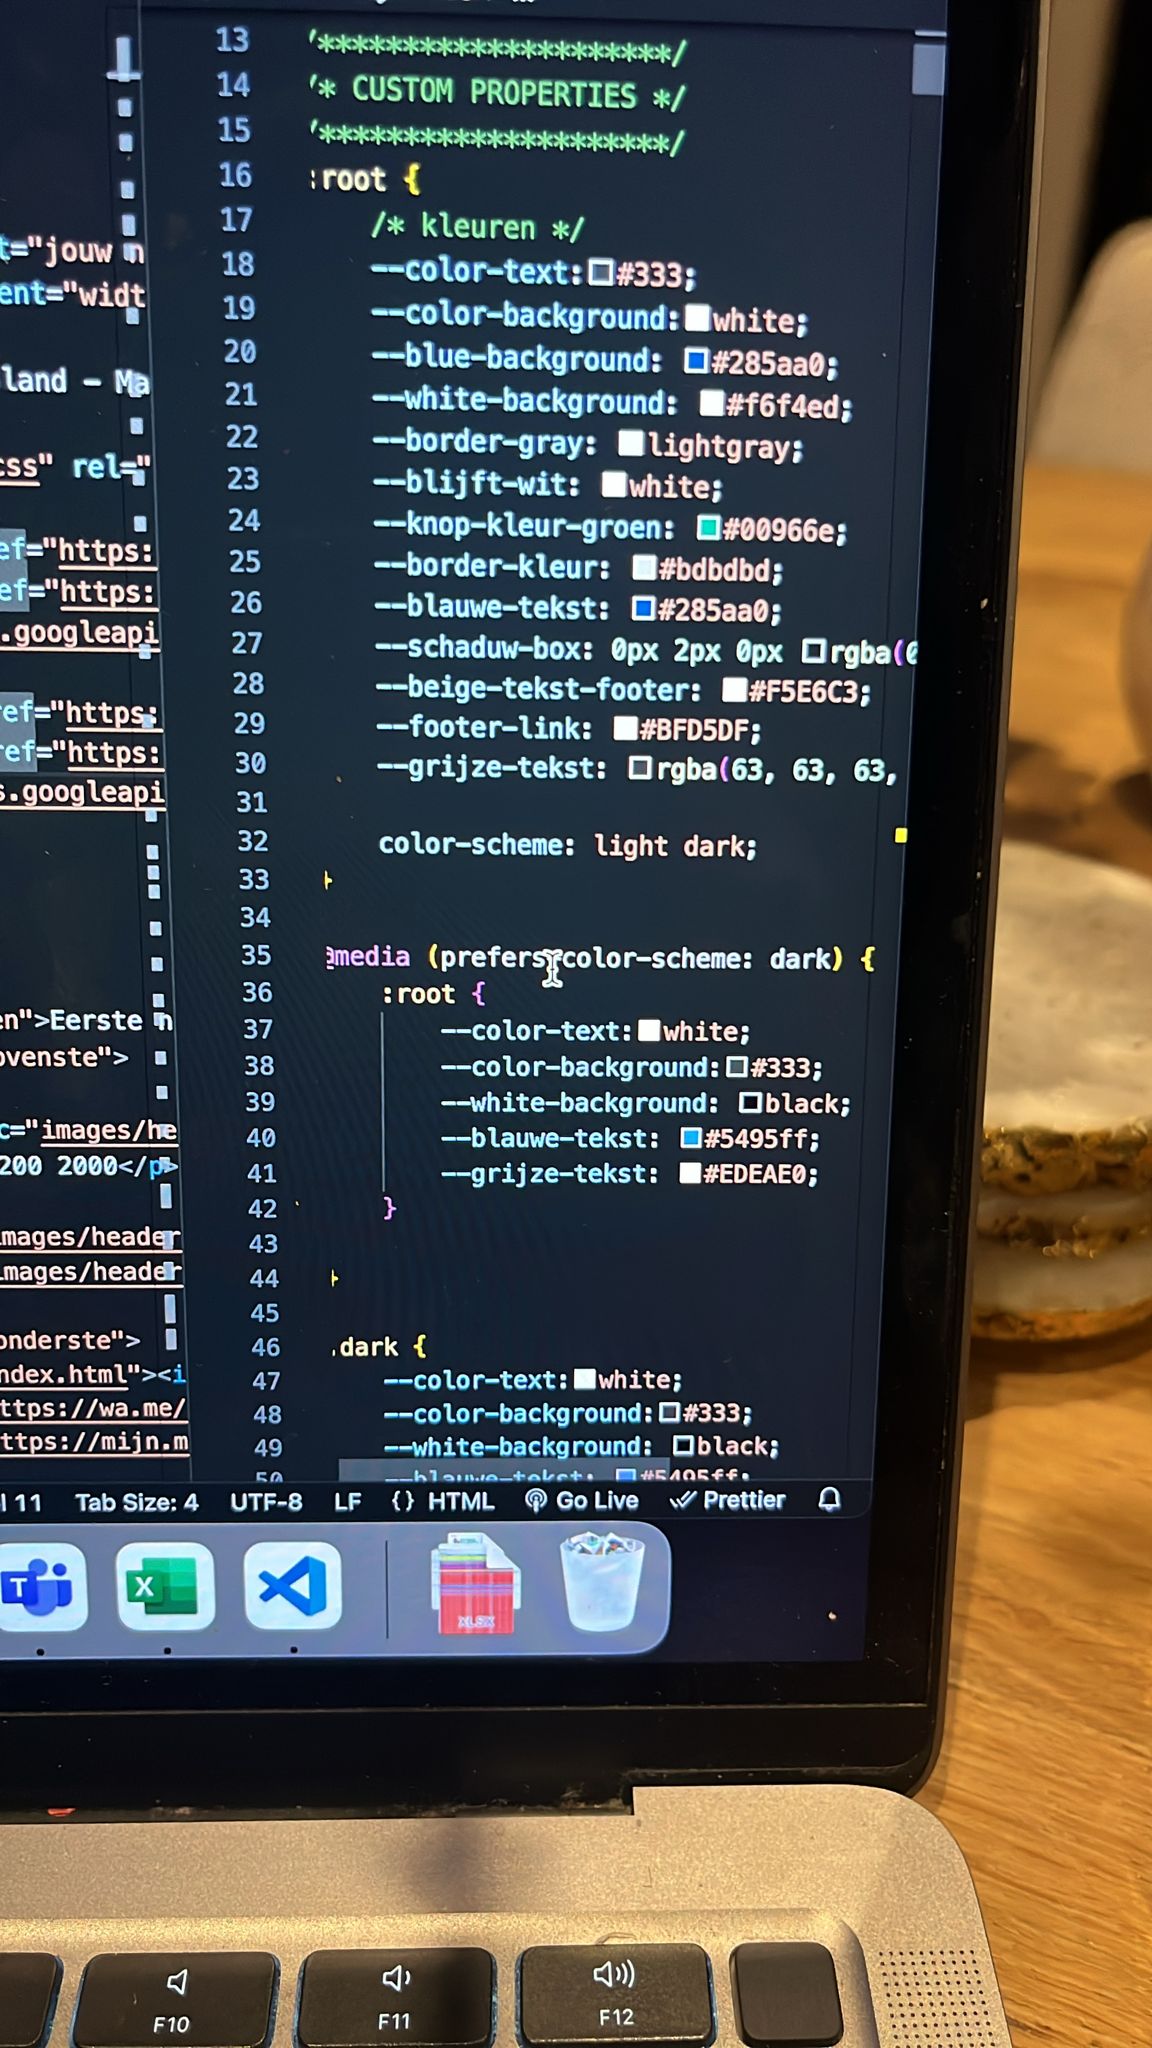 t="jouw n
ent="widt
land – Ma
css" rel="
ef="https:
ef="https:
.googleapi
ref="https:
ref="https:
s.googleapi
en">Eerste n
ovenste">
c="images/he
200 2000</p>
images/header
images/header
onderste">
ndex.html"><i
ttps://wa.me/
ttps://mijn.m
13 '*********************/
14 '* CUSTOM PROPERTIES */
15 '*********************/
16 :root {
17 /* kleuren */
18 --color-text: #333;
19 --color-background: white;
20 --blue-background: #285aa0;
21 --white-background: #f6f4ed;
22 --border-gray: lightgray;
23 --blijft-wit: white;
24 --knop-kleur-groen: #00966e;
25 --border-kleur: #bdbdbd;
26 --blauwe-tekst: #285aa0;
27 --schaduw-box: 0px 2px 0px rgba(0
28 --beige-tekst-footer: #F5E6C3;
29 --footer-link: #BFD5DF;
30 --grijze-tekst: rgba(63, 63, 63,
31
32 color-scheme: light dark;
33 }
34
35 @media (prefers-color-scheme: dark) {
36 :root {
37 --color-text: white;
38 --color-background: #333;
39 --white-background: black;
40 --blauwe-tekst: #5495ff;
41 --grijze-tekst: #EDEAE0;
42 }
43
44 }
45
46 .dark {
47 --color-text: white;
48 --color-background: #333;
49 --white-background: black;
50 --blauwe-tekst: #5495ff;
l 11 Tab Size: 4 UTF-8 LF {} HTML Go Live Prettier
T X XLSX
F10 F11 F12